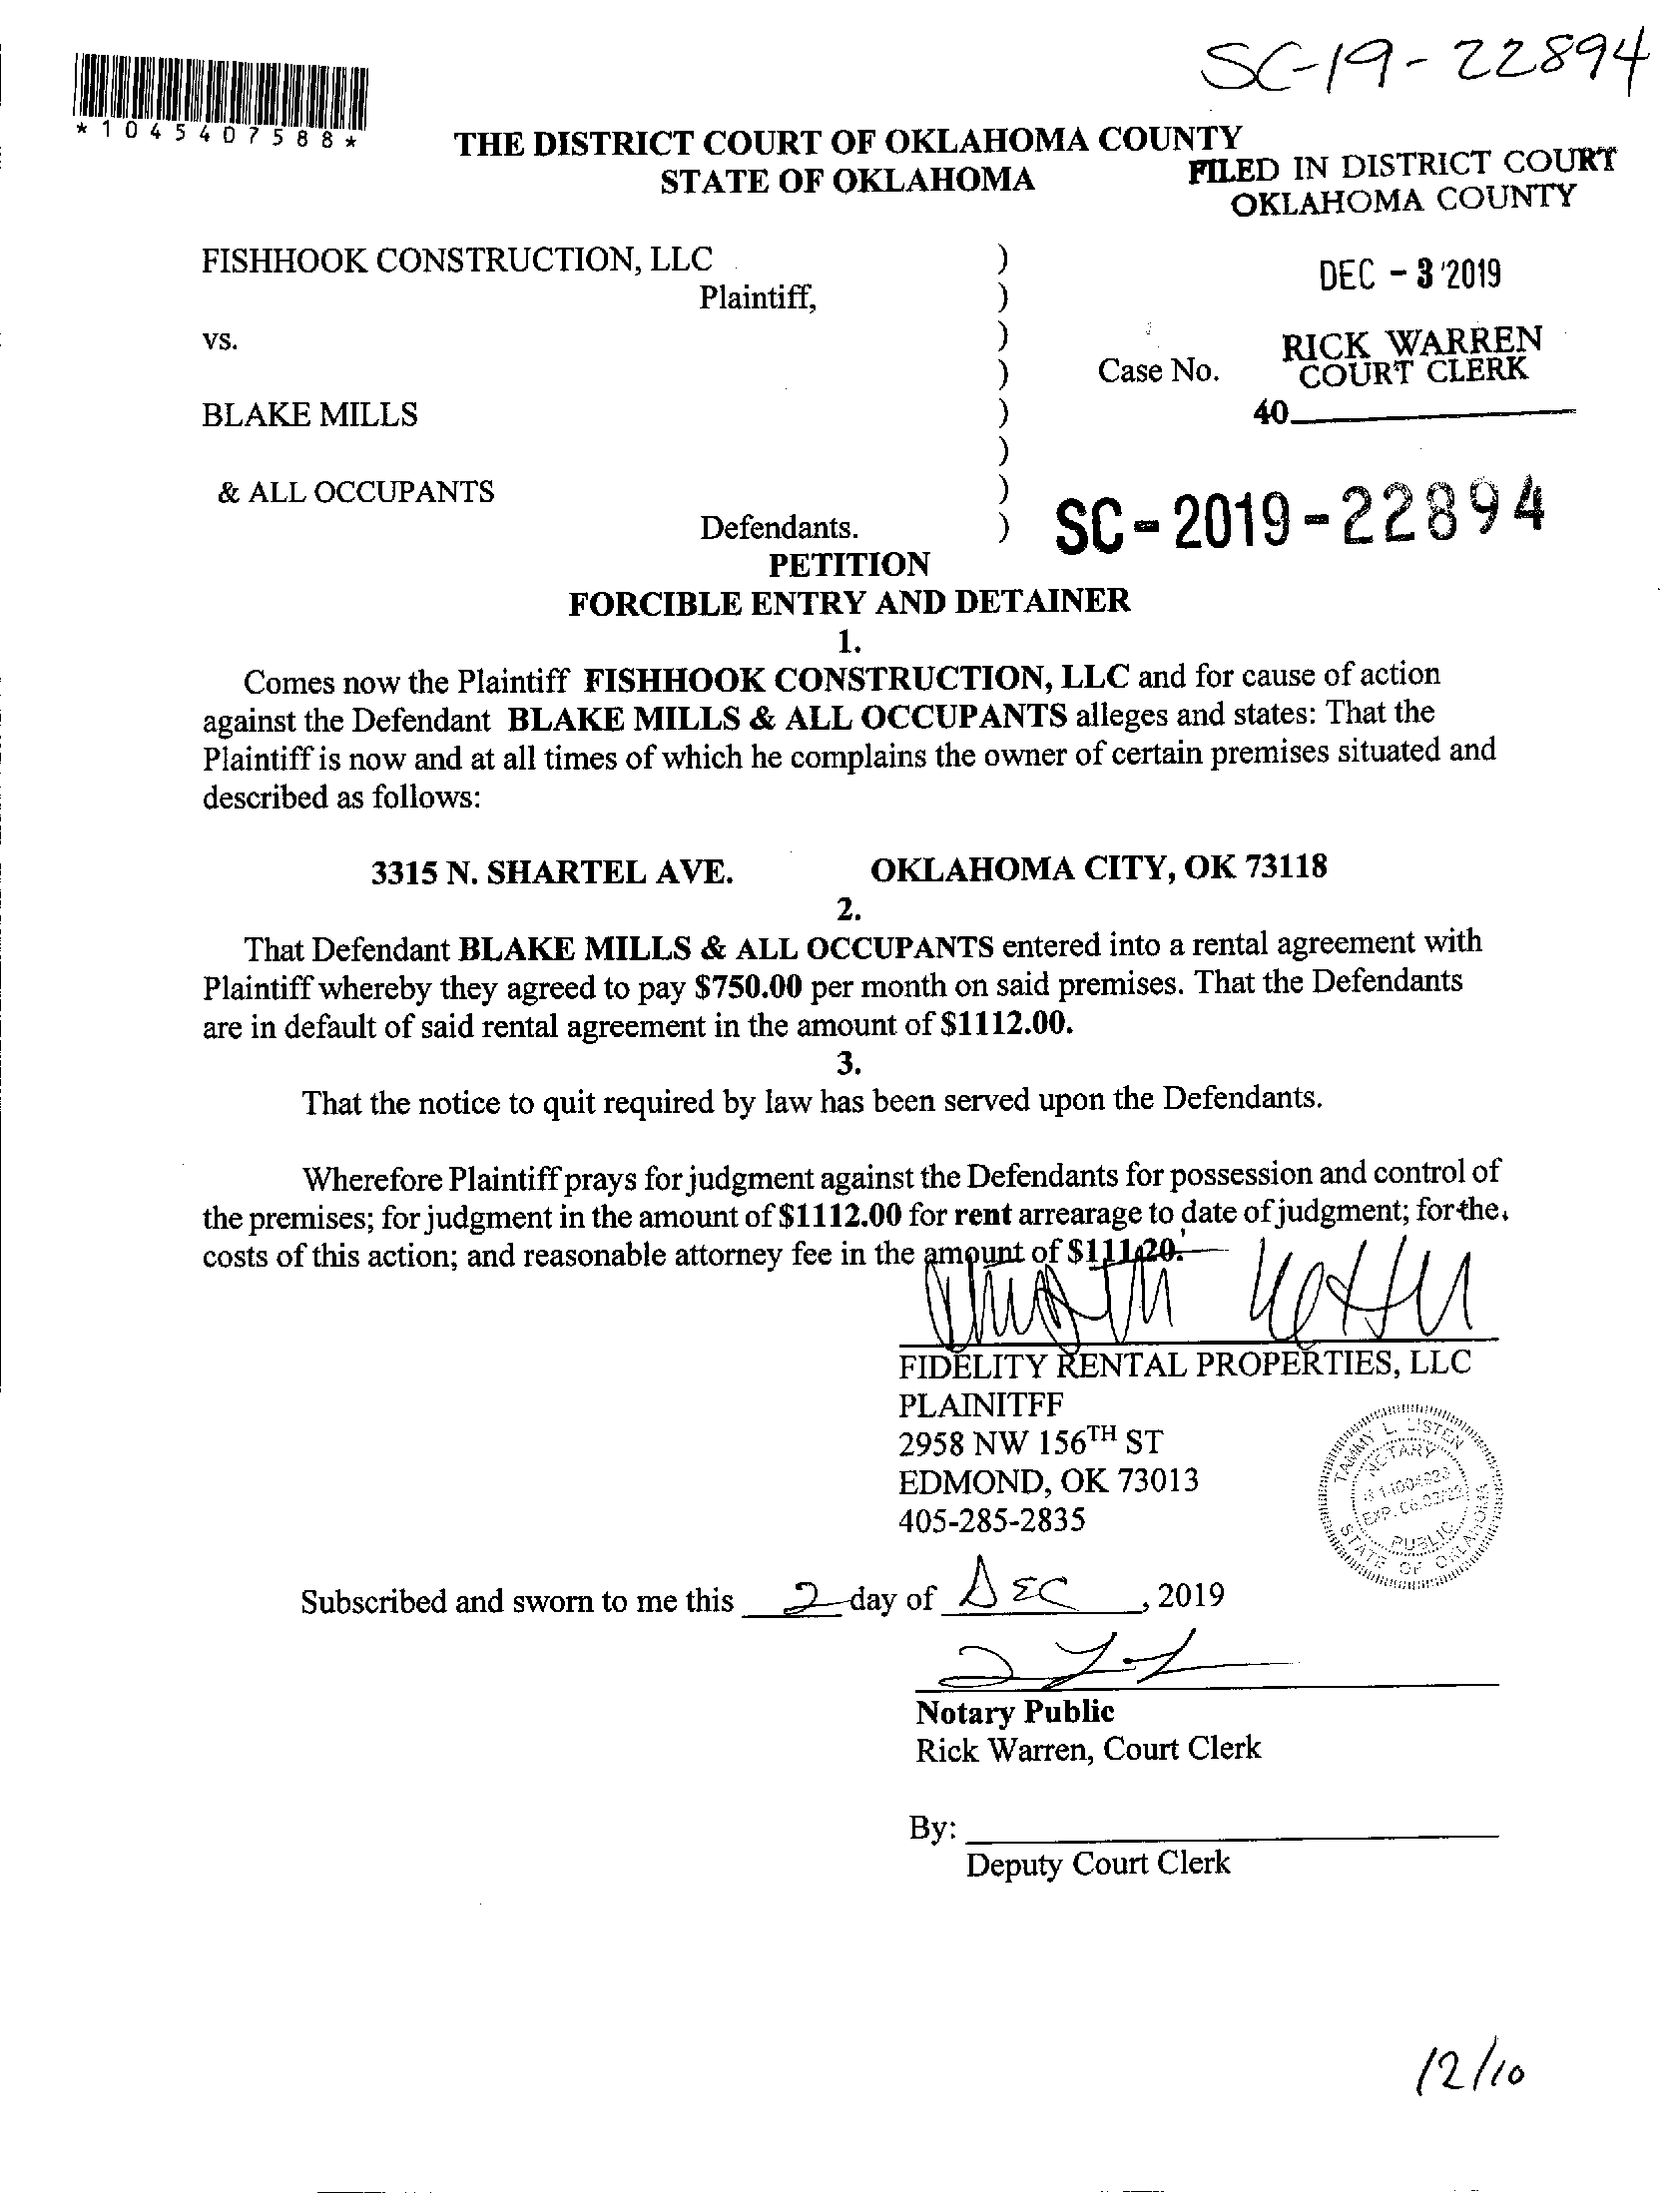 SC-19-22894
*1045407588*
THE DISTRICT COURT OF OKLAHOMA COUNTY
STATE OF OKLAHOMA
FILED IN DISTRICT COURT
OKLAHOMA COUNTY
FISHHOOK CONSTRUCTION, LLC )
Plaintiff, )
DEC - 3 '2019
vs. )
) Case No.
RICK WARREN
COURT CLERK
BLAKE MILLS )
40
)
& ALL OCCUPANTS )
Defendants. )
SC-2019-22894
PETITION
FORCIBLE ENTRY AND DETAINER
1.
Comes now the Plaintiff FISHHOOK CONSTRUCTION, LLC and for cause of action
against the Defendant BLAKE MILLS & ALL OCCUPANTS alleges and states: That the
Plaintiff is now and at all times of which he complains the owner of certain premises situated and
described as follows:
3315 N. SHARTEL AVE. OKLAHOMA CITY, OK 73118
2.
That Defendant BLAKE MILLS & ALL OCCUPANTS entered into a rental agreement with
Plaintiff whereby they agreed to pay $750.00 per month on said premises. That the Defendants
are in default of said rental agreement in the amount of $1112.00.
3.
That the notice to quit required by law has been served upon the Defendants.
Wherefore Plaintiff prays for judgment against the Defendants for possession and control of
the premises; for judgment in the amount of $1112.00 for rent arrearage to date of judgment; for the
costs of this action; and reasonable attorney fee in the amount of $111.20.
FIDELITY RENTAL PROPERTIES, LLC
PLAINITFF
2958 NW 156TH ST
EDMOND, OK 73013
405-285-2835
TAMMY L. LISTEN
NOTARY
PUBLIC
STATE OF OKLAHOMA
Subscribed and sworn to me this 2 day of DEC, 2019
Notary Public
Rick Warren, Court Clerk
By:
Deputy Court Clerk
12/10